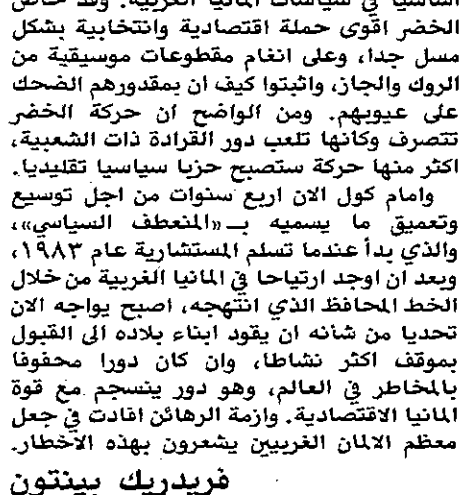 اساسيا في سياسات المانيا الغربية. وقد خاض
الخضر اقوى حملة اقتصادية وانتخابية بشكل
مسل جدا، وعلى انغام مقطوعات موسيقية من
الروك والجاز، واثبتوا كيف ان بمقدورهم الضحك
على عيوبهم. ومن الواضح ان حركة الخضر
تتصرف وكانها تلعب دور القرادة ذات الشعبية،
اكثر منها حركة ستصبح حزبا سياسيا تقليديا.
وامام كول الان اربع سنوات من اجل توسيع
وتعميق ما يسميه بـ «المنعطف السياسي»،
والذي بدأ عندما تسلم المستشارية عام ١٩٨٣،
وبعد ان اوجد ارتياحا في المانيا الغربية من خلال
الخط المحافظ الذي انتهجه، اصبح يواجه الان
تحديا من شأنه ان يقود ابناء بلاده الى القبول
بموقف اكثر نشاطا، وان كان دورا محفوفا
بالمخاطر في العالم، وهو دور ينسجم مع قوة
المانيا الاقتصادية. وازمة الرهائن افادت في جعل
معظم الالمان الغربيين يشعرون بهذه الاخطار.
فريدريك بينتون